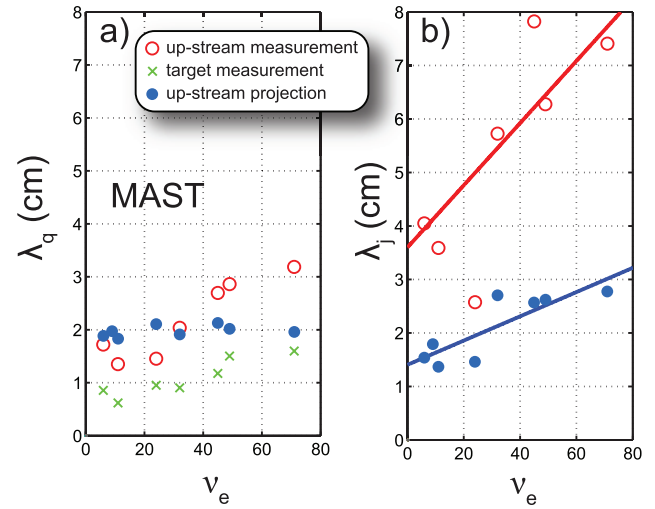 a)
up-stream measurement
target measurement
up-stream projection
MAST
λq (cm)
8
7
6
5
4
3
2
1
0
0 20 40 60 80
νe
b)
λj (cm)
8
7
6
5
4
3
2
1
0
0 20 40 60 80
νe